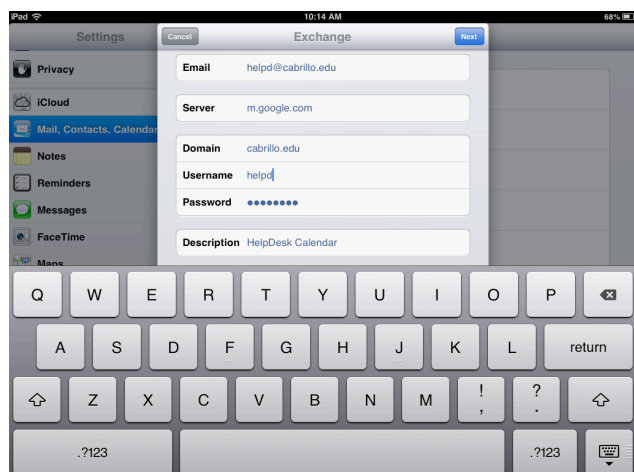 iPad 10:14 AM 68%
Settings Cancel Exchange Next
Privacy
iCloud
Mail, Contacts, Calendar
Notes
Reminders
Messages
FaceTime
Maps
Email helpd@cabrillo.edu
Server m.google.com
Domain cabrillo.edu
Username helpd
Password ●●●●●●●●
Description HelpDesk Calendar
Q W E R T Y U I O P
A S D F G H J K L return
Z X C V B N M ! , ? .
.?123 .?123